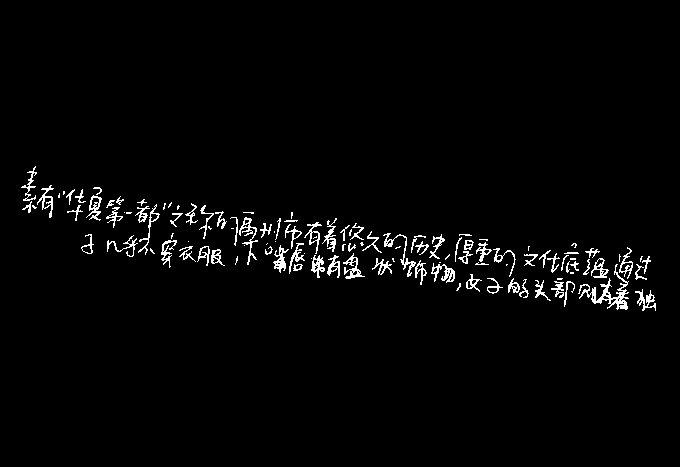 素有“华夏第一都”之称的禹州市有着悠久的历史,厚重的文化底蕴,通过
子几乎不穿衣服,下嘴唇带有盘状饰物,女子的头部则有着独